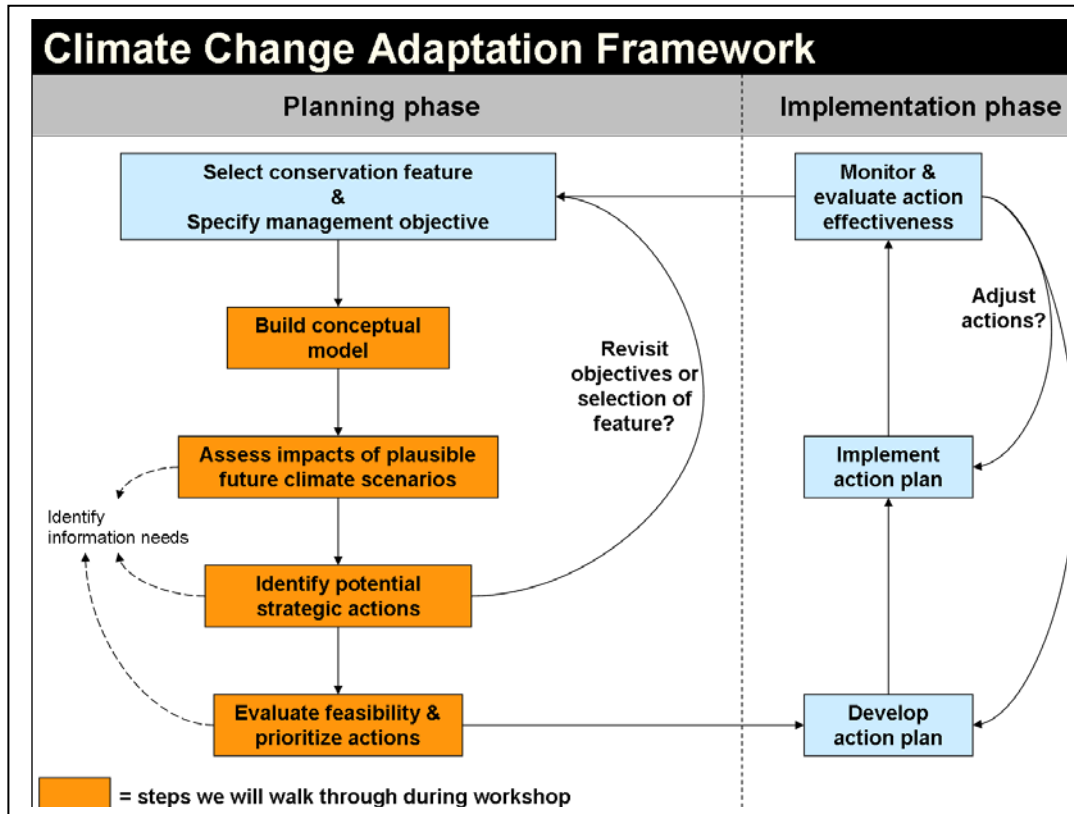 Climate Change Adaptation Framework
Planning phase
Implementation phase
Select conservation feature
&
Specify management objective
Monitor &
evaluate action
effectiveness
Build conceptual
model
Adjust
actions?
Revisit
objectives or
selection of
feature?
Assess impacts of plausible
future climate scenarios
Implement
action plan
Identify
information needs
Identify potential
strategic actions
Evaluate feasibility &
prioritize actions
Develop
action plan
= steps we will walk through during workshop